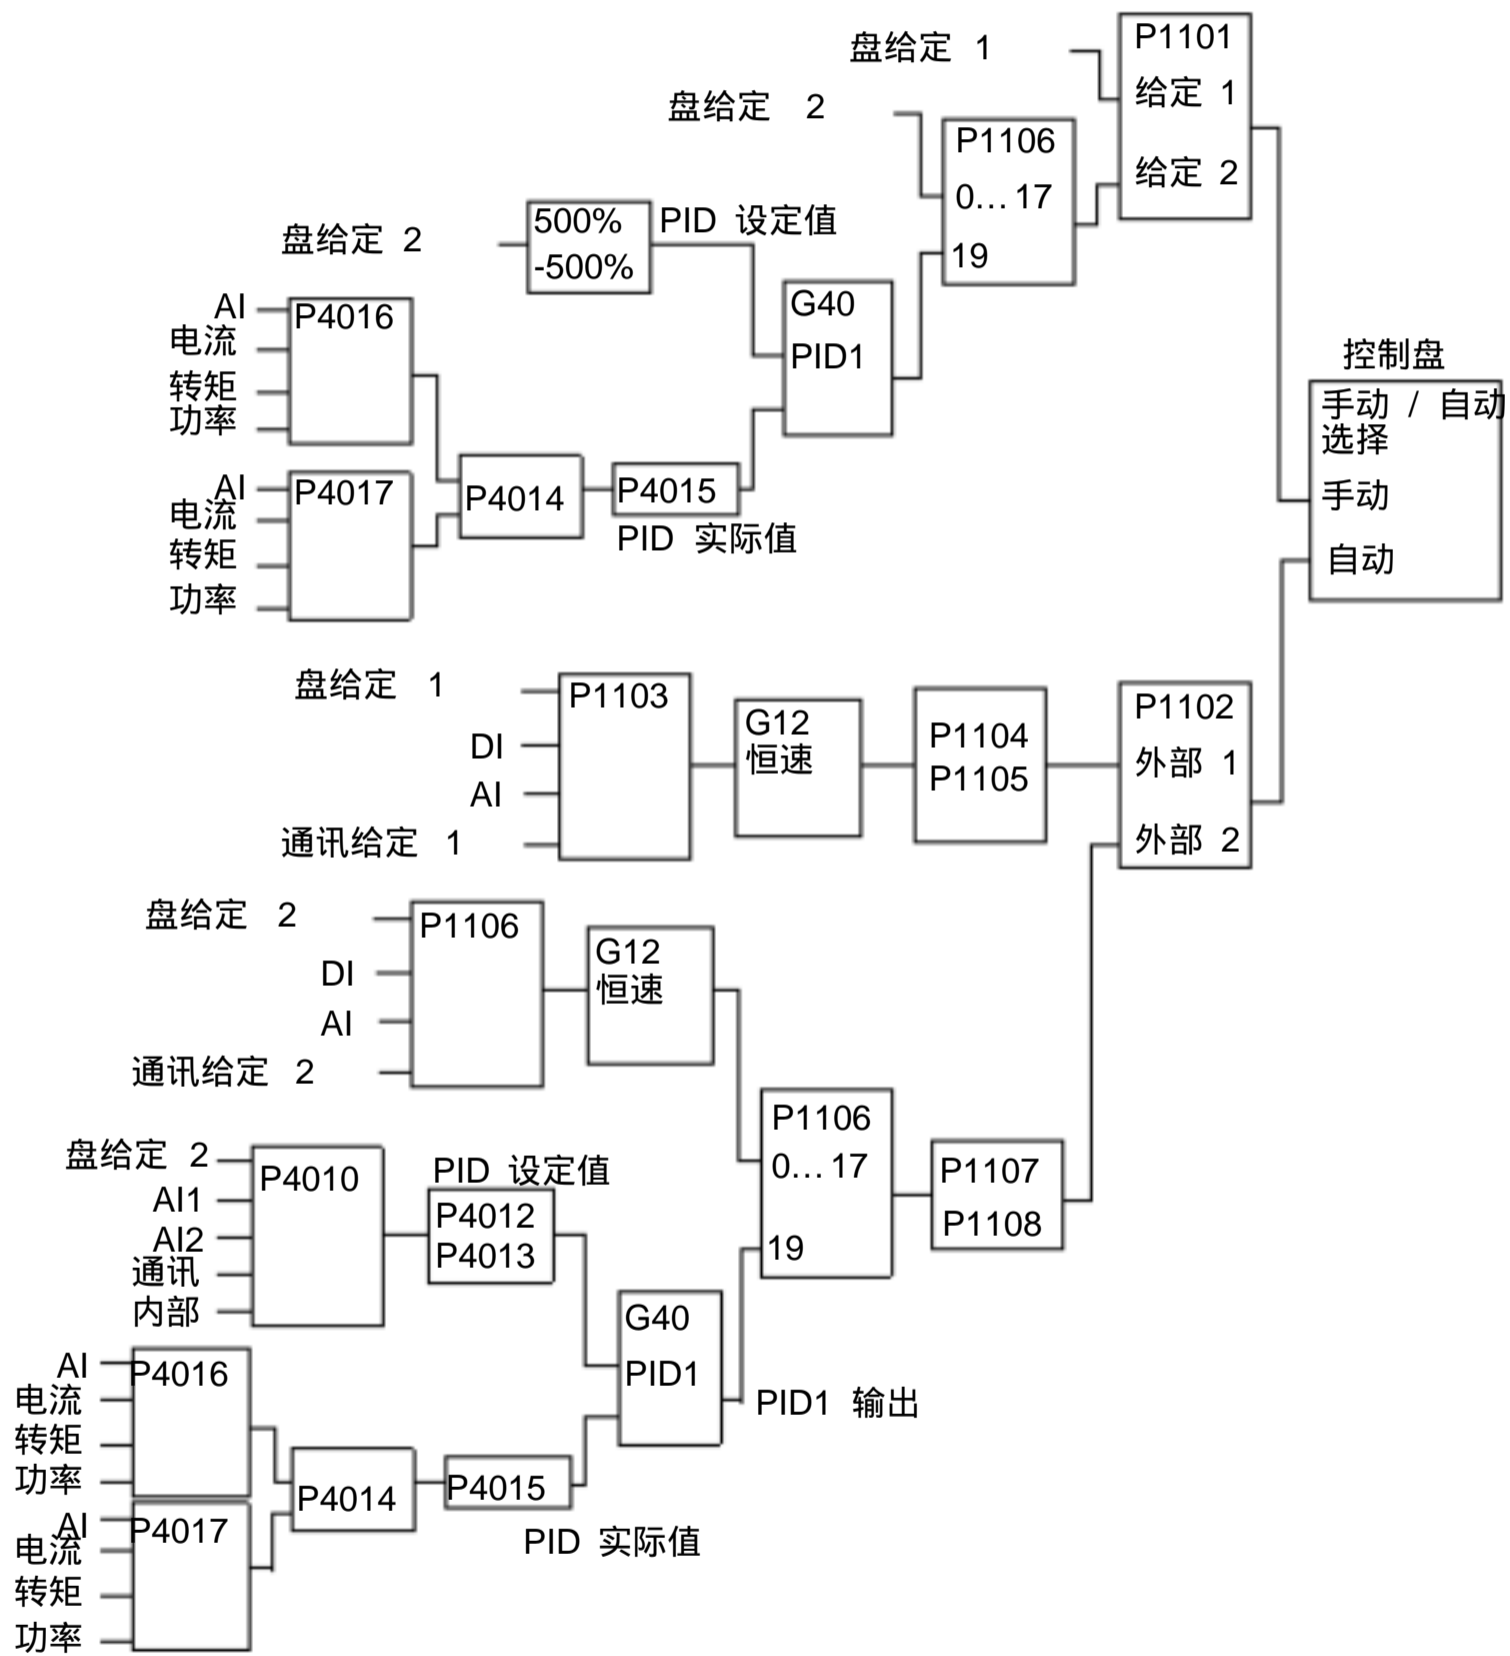 盘给定 1
P1101
给定 1
给定 2
盘给定 2
P1106
0... 17
19
盘给定 2
500%
-500%
PID 设定值
G40
PID1
AI
电流
转矩
功率
P4016
AI
电流
转矩
功率
P4017
P4014
P4015
PID 实际值
控制盘
手动 / 自动
选择
手动
自动
盘给定 1
DI
AI
通讯给定 1
P1103
G12
恒速
P1104
P1105
P1102
外部 1
外部 2
盘给定 2
DI
AI
通讯给定 2
P1106
G12
恒速
P1106
0... 17
19
P1107
P1108
盘给定 2
AI1
AI2
通讯
内部
P4010
PID 设定值
P4012
P4013
G40
PID1
PID1 输出
AI
电流
转矩
功率
P4016
AI
电流
转矩
功率
P4017
P4014
P4015
PID 实际值